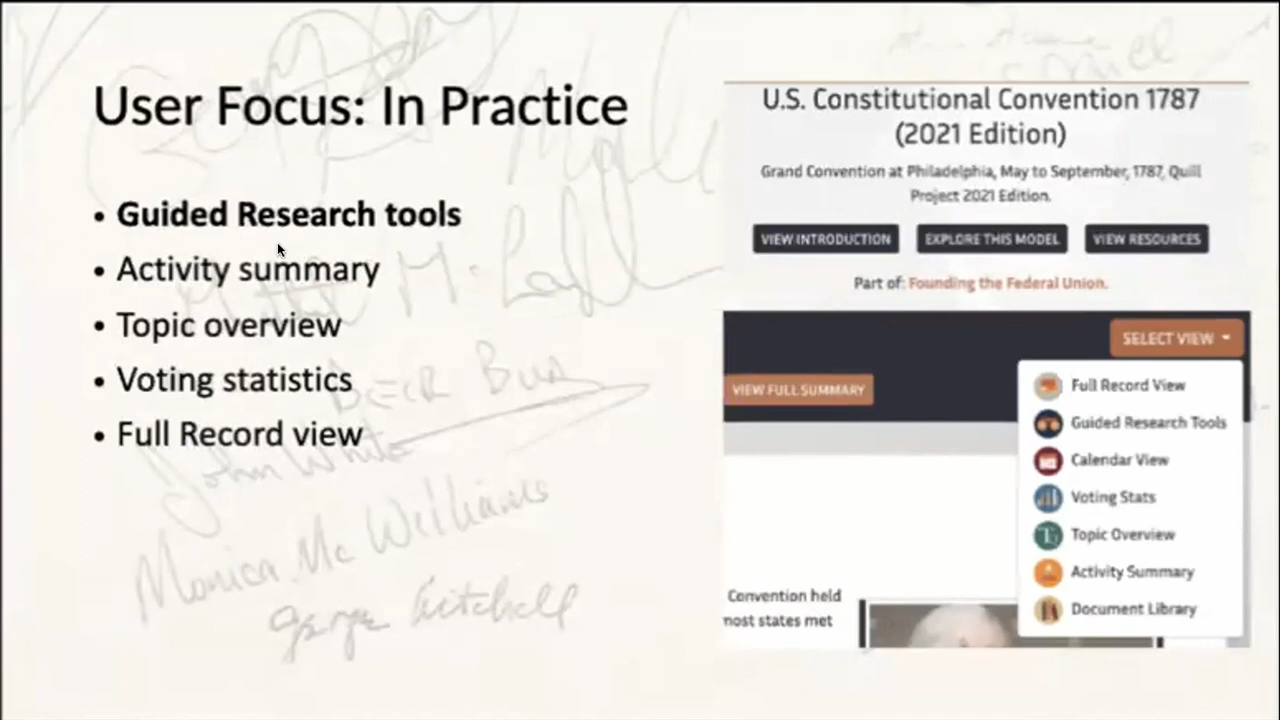 User Focus: In Practice
• Guided Research tools
• Activity summary
• Topic overview
• Voting statistics
• Full Record view
BEER BUA
John White
Monica McWilliams
George Mitchell
U.S. Constitutional Convention 1787
(2021 Edition)
Grand Convention at Philadelphia, May to September, 1787, Quill
Project 2021 Edition.
VIEW INTRODUCTION EXPLORE THIS MODEL VIEW RESOURCES
Part of: Founding the Federal Union.
SELECT VIEW
VIEW FULL SUMMARY
Full Record View
Guided Research Tools
Calendar View
Voting Stats
Topic Overview
Activity Summary
Document Library
Convention held
most states met